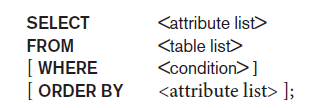 SELECT <attribute list>
FROM <table list>
[ WHERE <condition> ]
[ ORDER BY <attribute list> ];